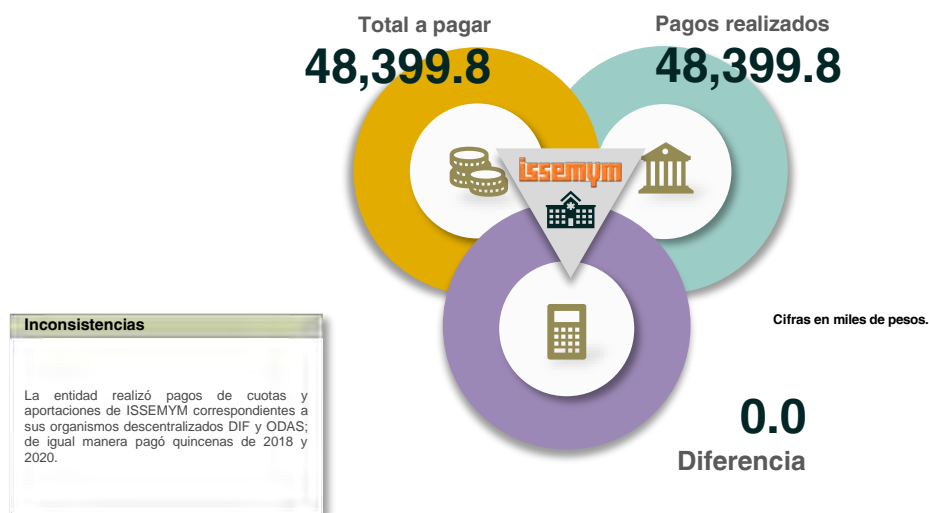 Total a pagar
48,399.8
Pagos realizados
48,399.8
issemym
Inconsistencias
La entidad realizó pagos de cuotas y
aportaciones de ISSEMYM correspondientes a
sus organismos descentralizados DIF y ODAS;
de igual manera pagó quincenas de 2018 y
2020.
Cifras en miles de pesos.
0.0
Diferencia